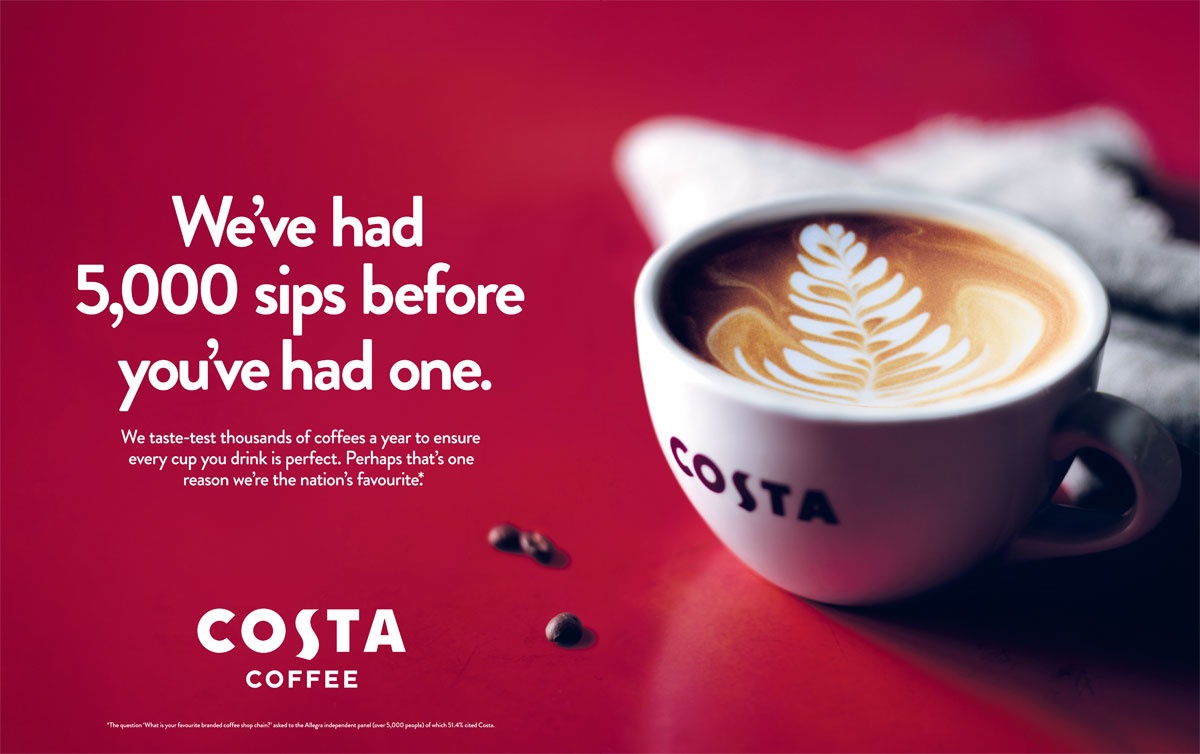 We've had
5,000 sips before
you've had one.
We taste-test thousands of coffees a year to ensure
every cup you drink is perfect. Perhaps that's one
reason we're the nation's favourite*.
COSTA
COSTA
COFFEE
*The question 'What is your favourite branded coffee shop chain?' asked to the Allegra independent panel (over 5,000 people) of which 51.4% cited Costa.